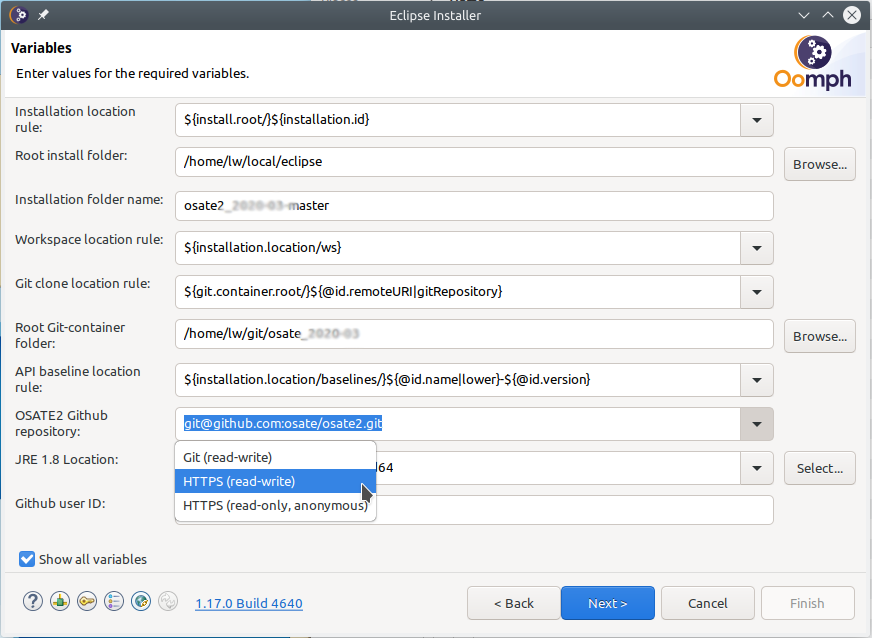 Eclipse Installer
Variables
Enter values for the required variables.
Oomph
Installation location
rule:
${install.root/}${installation.id}
Root install folder:
/home/lw/local/eclipse
Browse...
Installation folder name:
osate2_2020-03-master
Workspace location rule:
${installation.location/ws}
Git clone location rule:
${git.container.root/}${@id.remoteURI|gitRepository}
Root Git-container
folder:
/home/lw/git/osate_2020-03
Browse...
API baseline location
rule:
${installation.location/baselines/}${@id.name|lower}-${@id.version}
OSATE2 Github
repository:
git@github.com:osate/osate2.git
Git (read-write)
HTTPS (read-write)
HTTPS (read-only, anonymous)
JRE 1.8 Location:
64
Select...
Github user ID:
Show all variables
1.17.0 Build 4640
< Back
Next >
Cancel
Finish